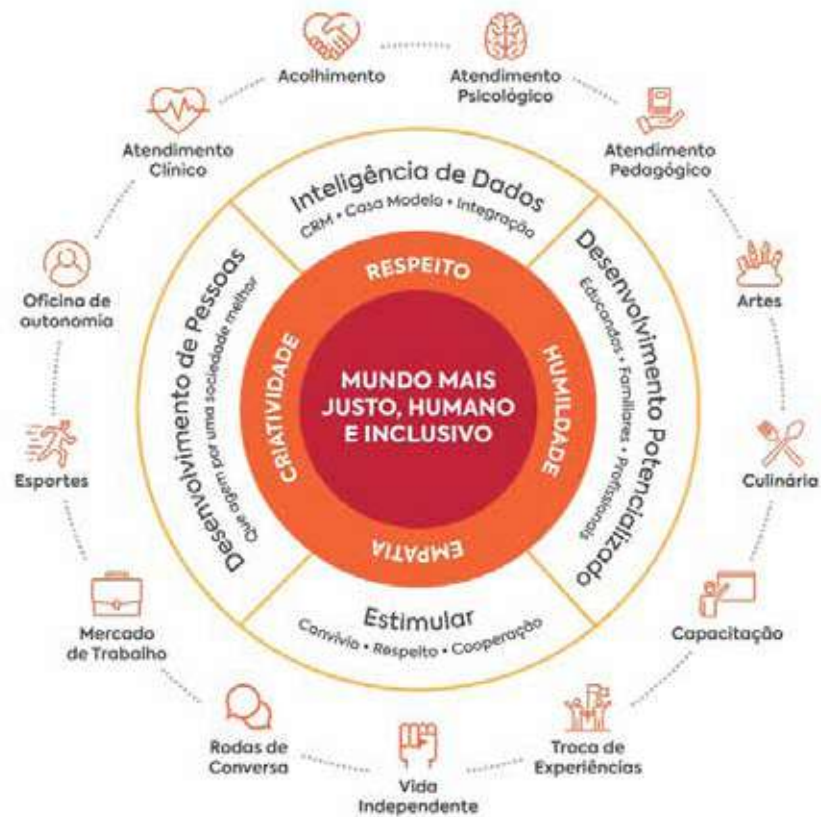 MUNDO MAIS
JUSTO, HUMANO
E INCLUSIVO
RESPEITO
HUMILDADE
EMPATIA
CRIATIVIDADE
Inteligência de Dados
CRM • Casa Modelo • Integração
Desenvolvimento Potencializado
Educandos • Familiares • Profissionais
Estimular
Convívio • Respeito • Cooperação
Desenvolvimento de Pessoas
Que agem por uma sociedade melhor
Acolhimento
Atendimento
Psicológico
Atendimento
Pedagógico
Artes
Culinária
Capacitação
Troca de
Experiências
Vida
Independente
Rodas de
Conversa
Mercado
de Trabalho
Esportes
Oficina de
autonomia
Atendimento
Clínico